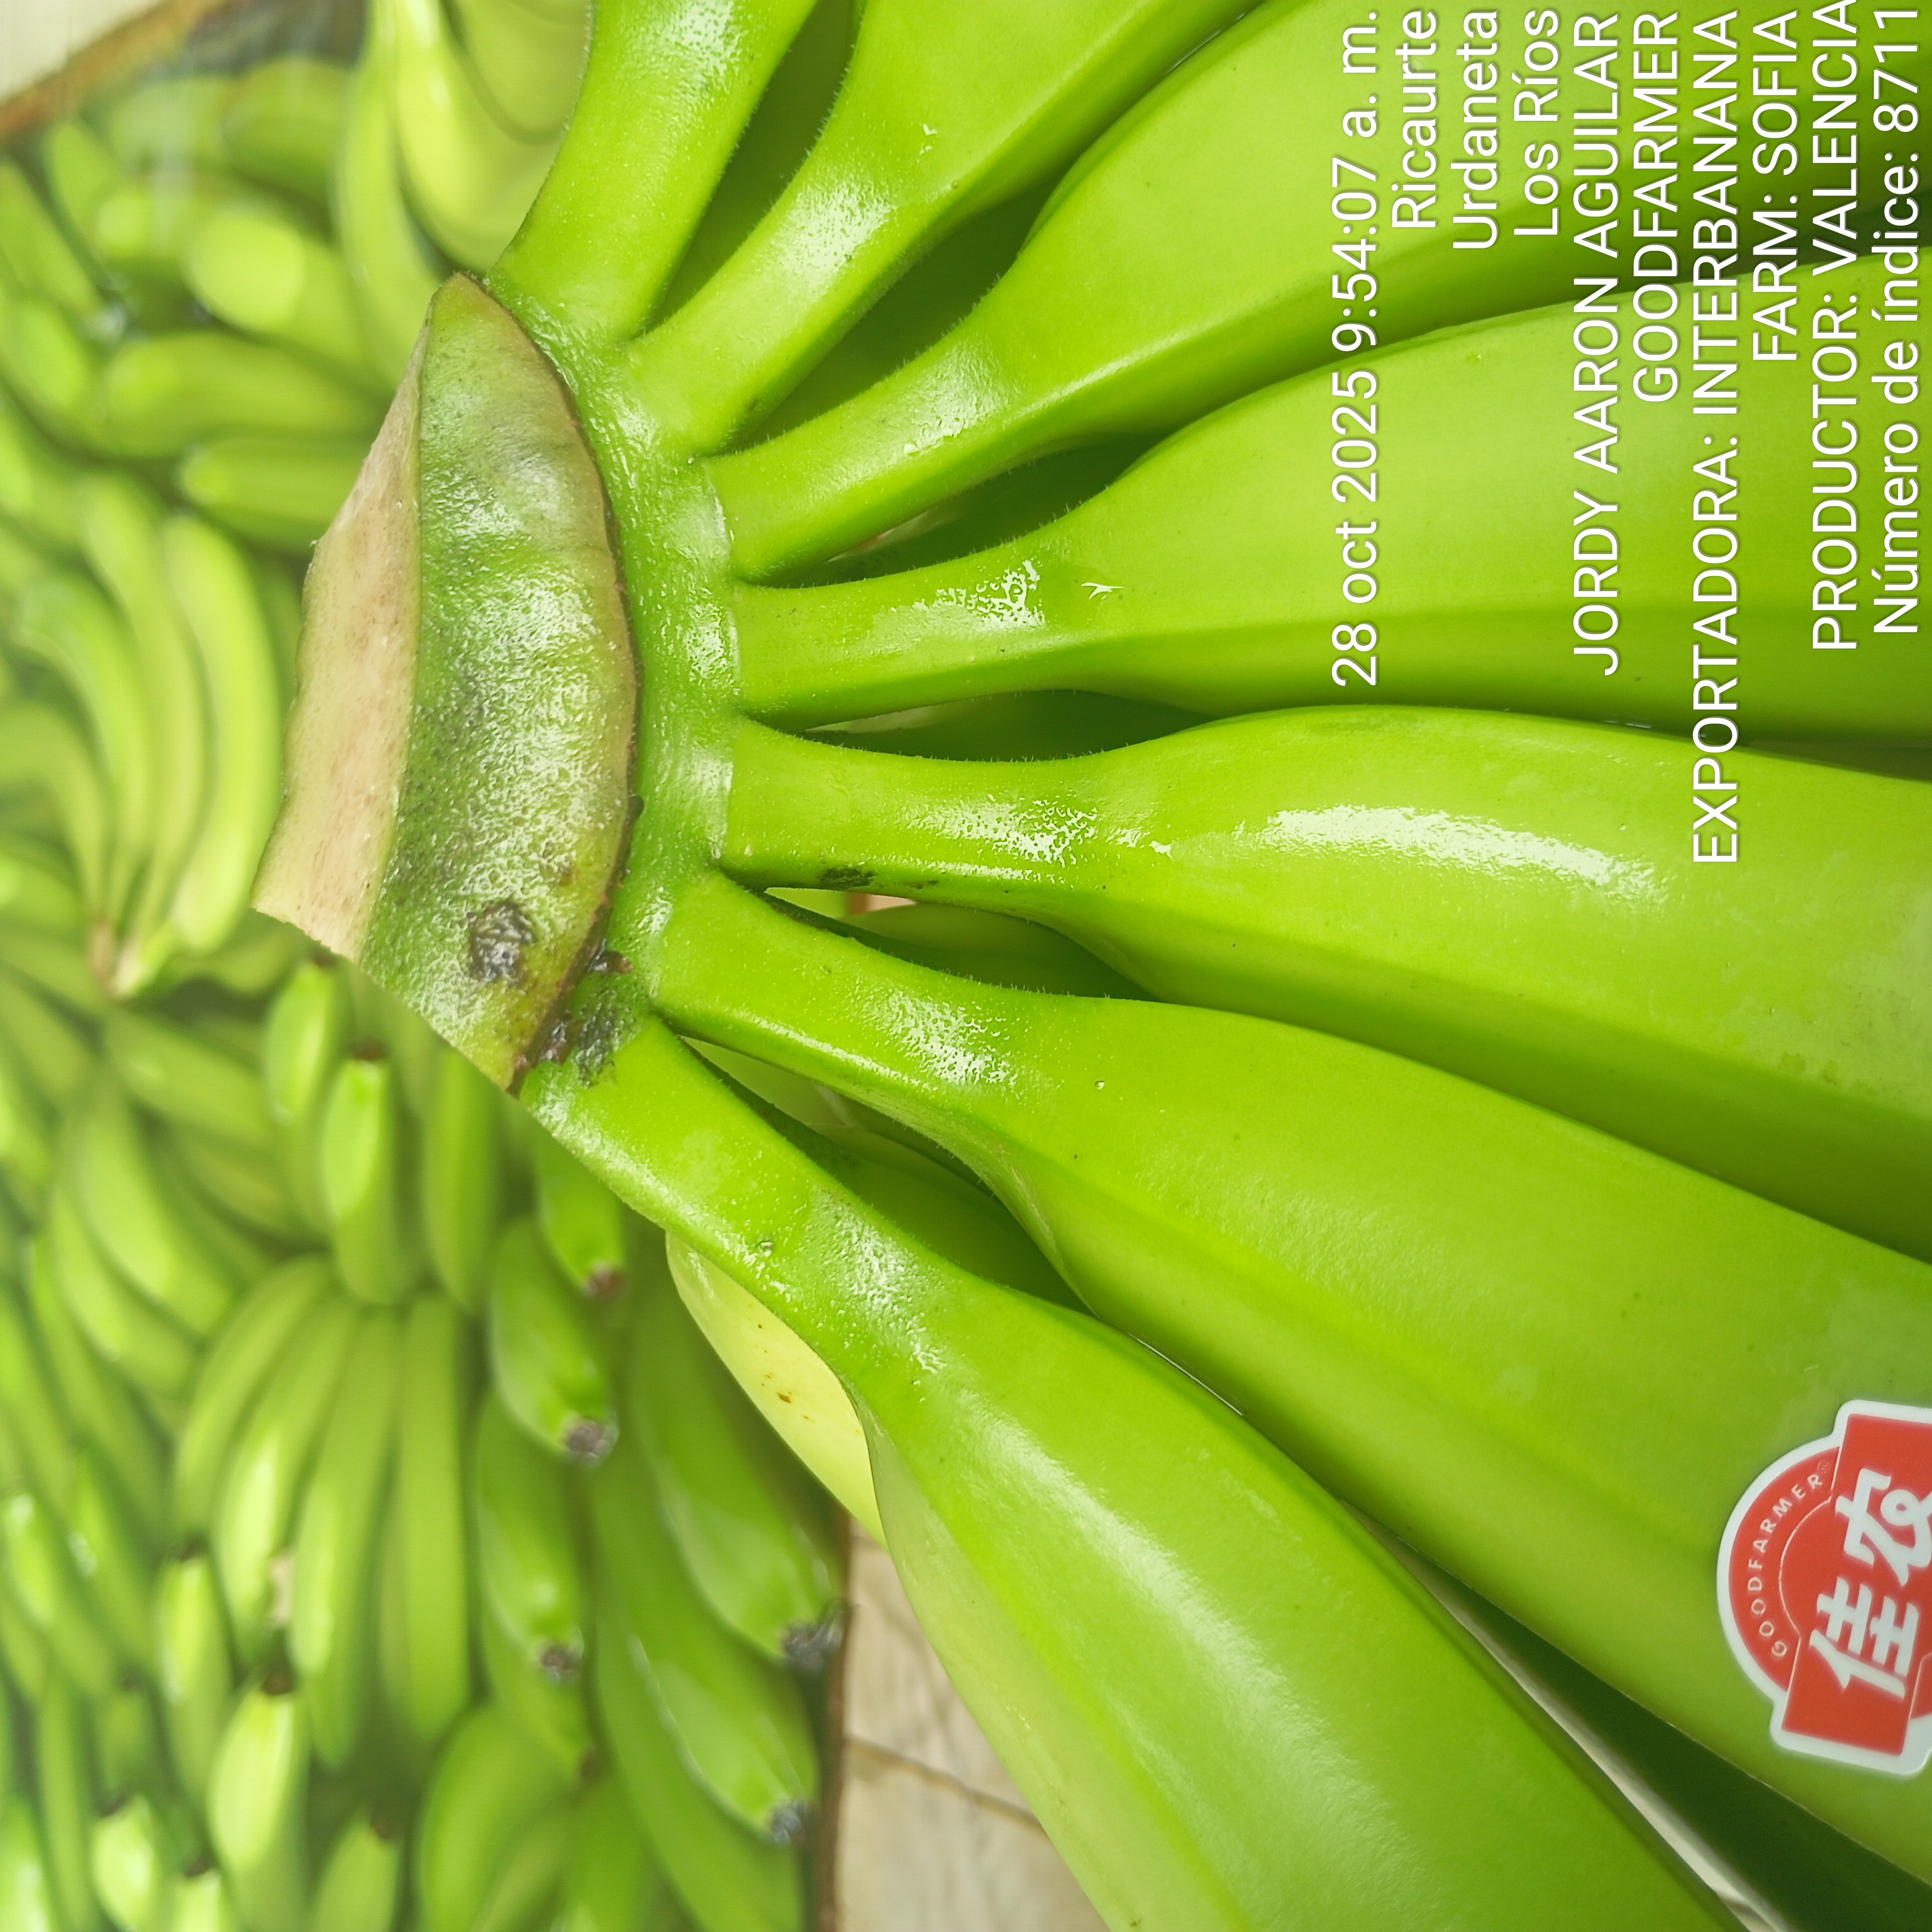 28 oct 2025 9:54:07 a. m.
Ricaurte
Urdaneta
Los Ríos
JORDY AARON AGUILAR
GOODFARMER
EXPORTADORA: INTERBANANA
FARM: SOFIA
PRODUCTOR: VALENCIA
Número de índice: 8711
GOODFARMER
佳农